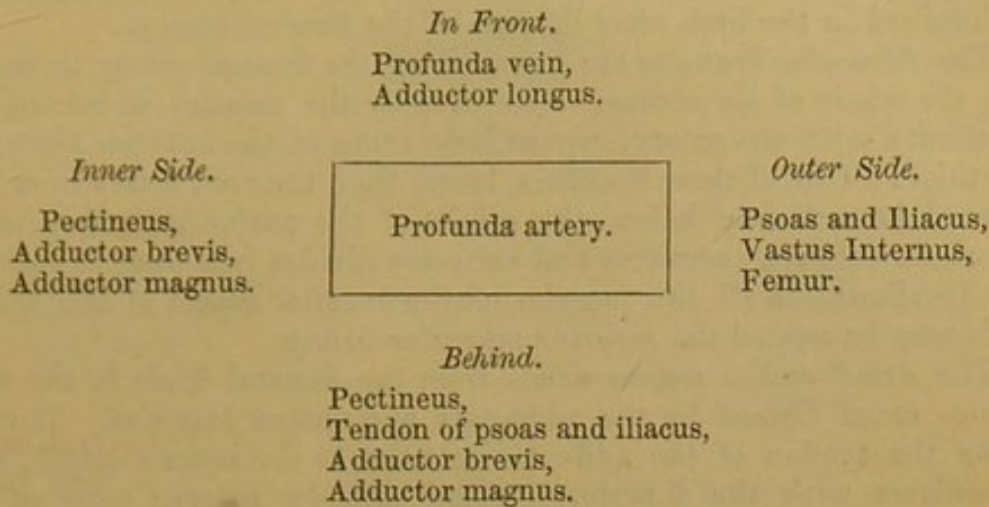 In Front.
Profunda vein,
Adductor longus.
Inner Side.
Pectineus,
Adductor brevis,
Adductor magnus.
Profunda artery.
Outer Side.
Psoas and Iliacus,
Vastus Internus,
Femur.
Behind.
Pectineus,
Tendon of psoas and iliacus,
Adductor brevis,
Adductor magnus.